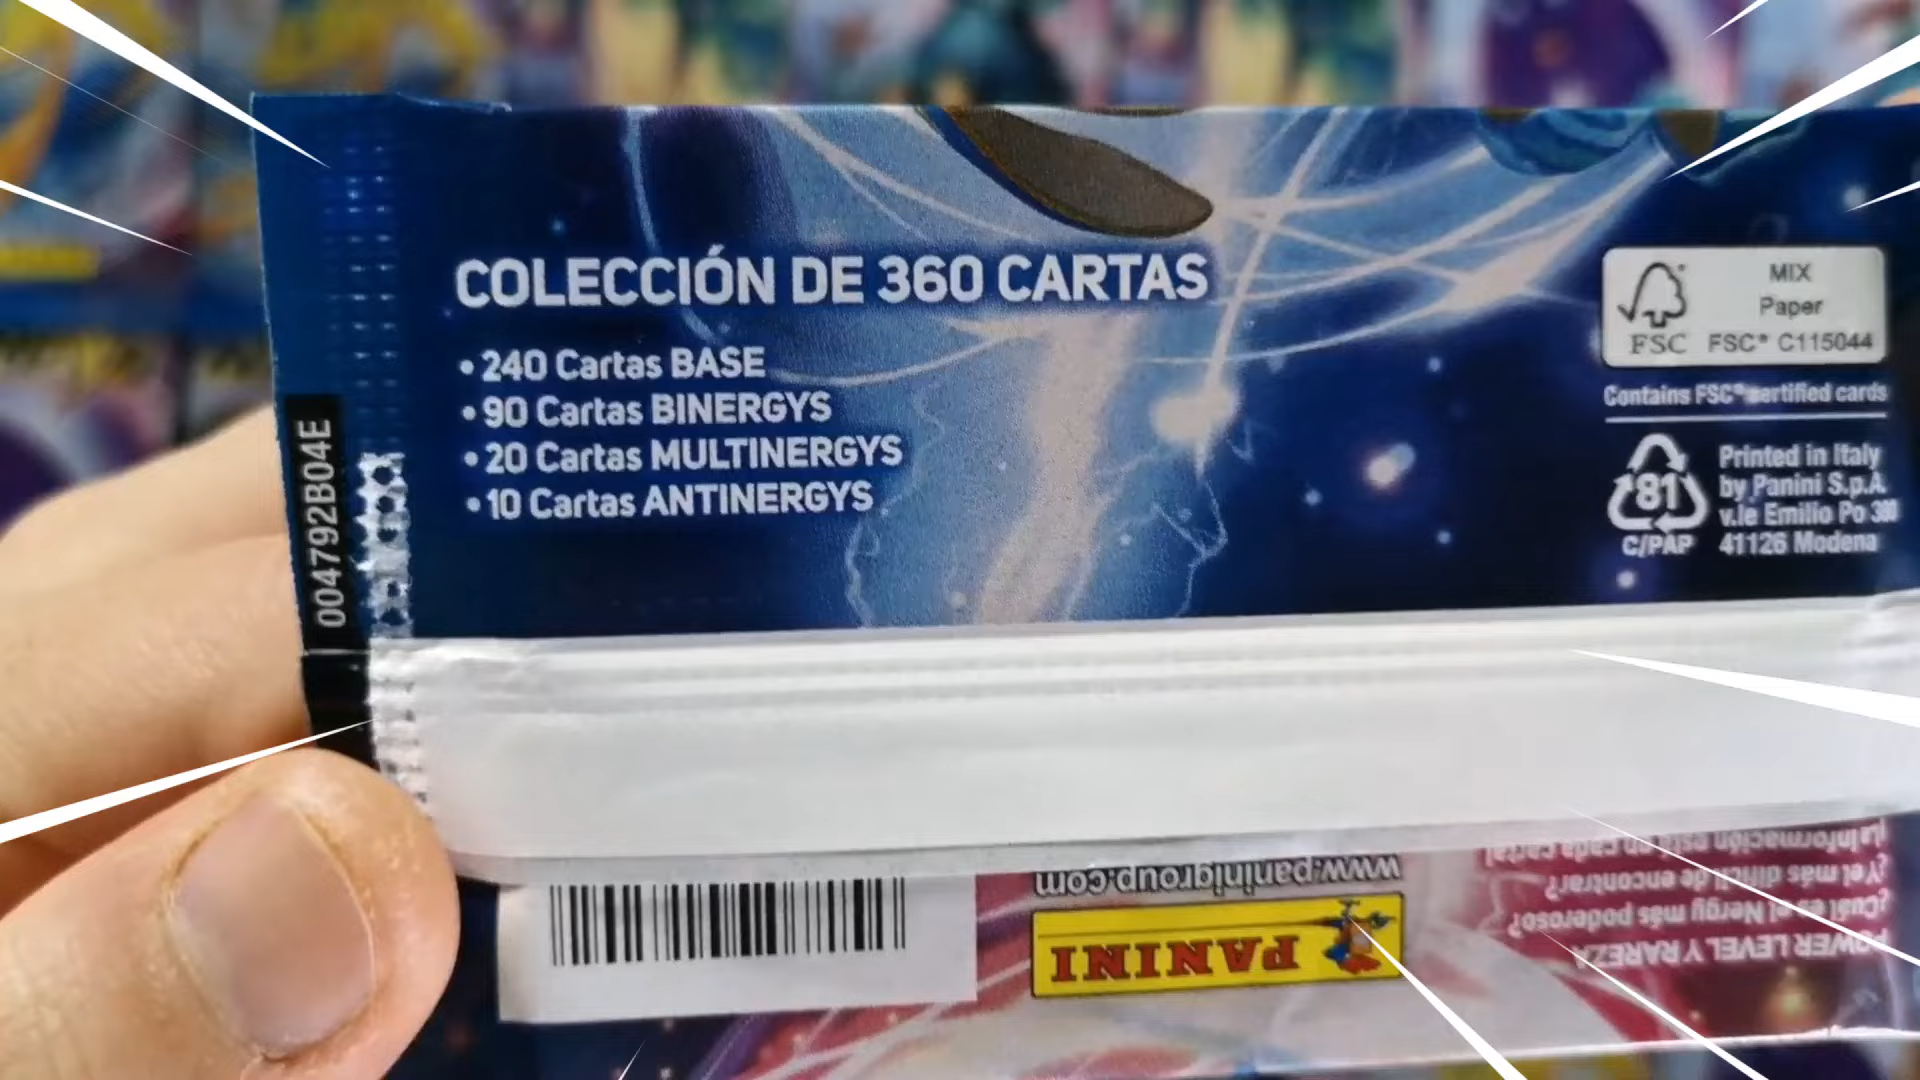 COLECCIÓN DE 360 CARTAS
• 240 Cartas BASE
• 90 Cartas BINERGYS
• 20 Cartas MULTINERGYS
• 10 Cartas ANTINERGYS
004792B04E
MIX
Paper
FSC
FSC® C115044
Contains FSC® certified cards
81
C/PAP
Printed in Italy
by Panini S.p.A.
v.le Emilio Po 380
41126 Modena
www.paninigroup.com
PANINI
POWER LEVEL Y RAREZA
¿Cuál es el Nergy más poderoso?
¿Y el más difícil de encontrar?
¡La información está en cada carta!